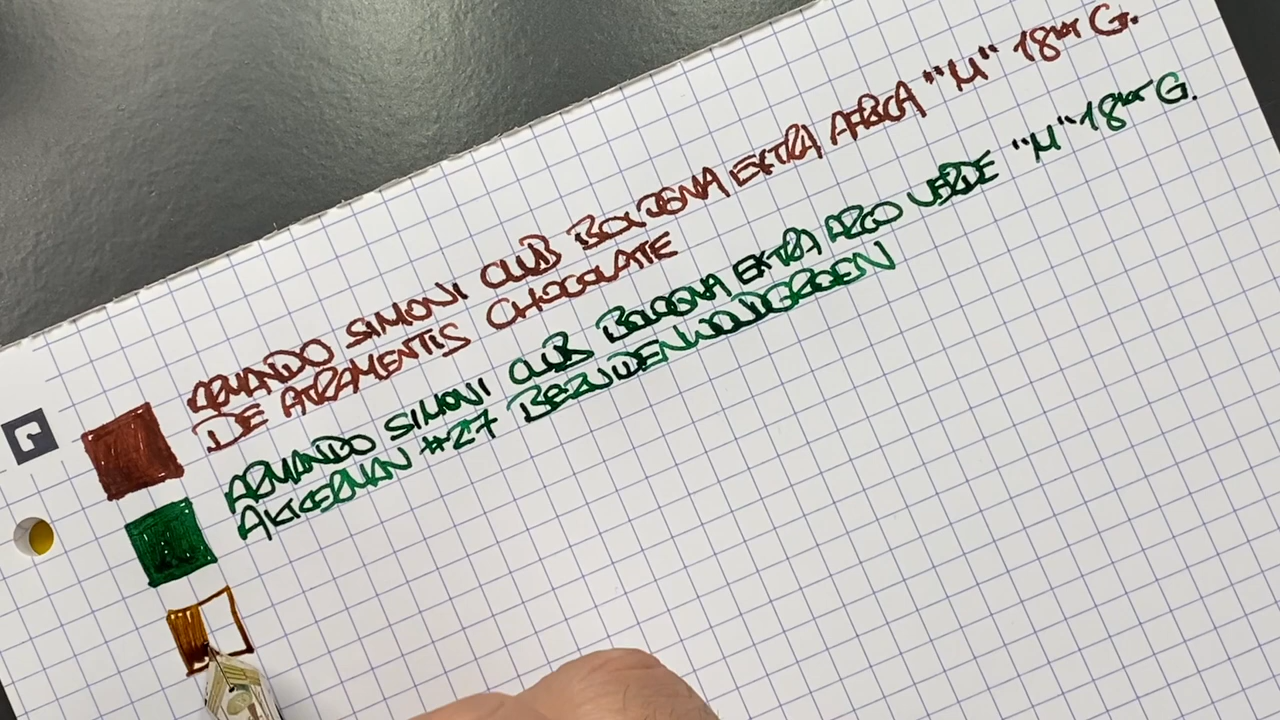 ARMANDO SIMONI CLUB BOLOGNA EXTRA AFRICA "M" 18KT G.
DE ATRAMENTIS CHOCOLATE
ARMANDO SIMONI CLUB BOLOGNA EXTRA ARCO VERDE "M" 18KT G.
AKKERMAN #27 BEZUIDENWOUDGROEN